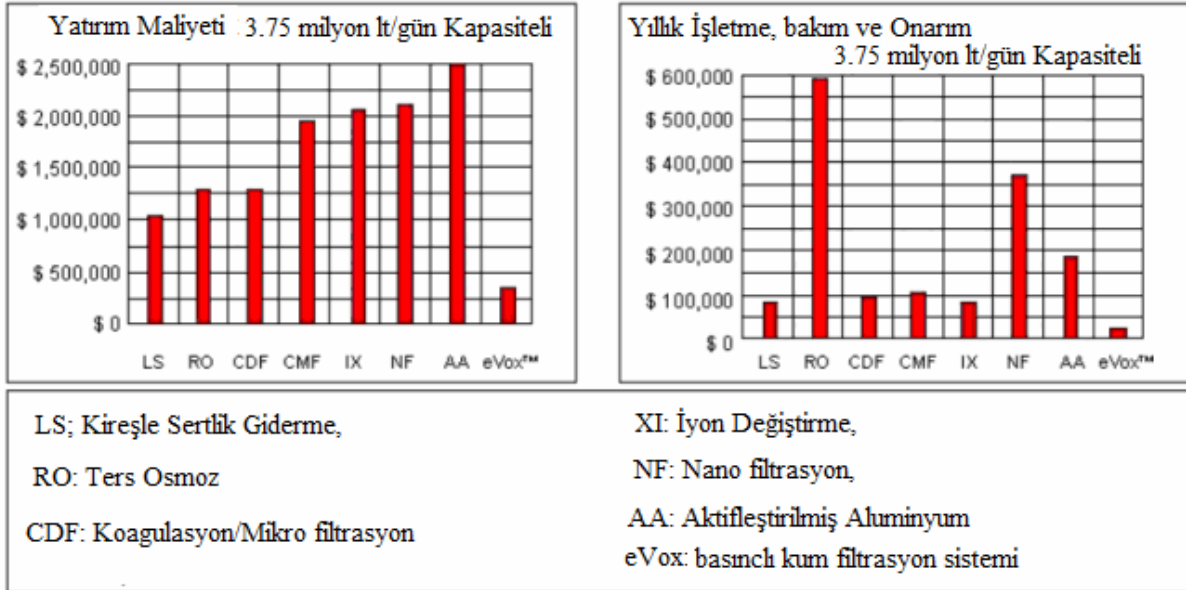 Yatırım Maliyeti 3.75 milyon lt/gün Kapasiteli
$ 2,500,000
$ 2,000,000
$ 1,500,000
$ 1,000,000
$ 500,000
$ 0
LS RO CDF CMF IX NF AA eVox™
Yıllık İşletme, bakım ve Onarım
3.75 milyon lt/gün Kapasiteli
$ 600,000
$ 500,000
$ 400,000
$ 300,000
$ 200,000
$ 100,000
$ 0
LS RO CDF CMF IX NF AA eVox™
LS; Kireşle Sertlik Giderme,
RO: Ters Osmoz
CDF: Koagulasyon/Mikro filtrasyon
XI: İyon Değiştirme,
NF: Nano filtrasyon,
AA: Aktifleştirilmiş Aluminyum
eVox: basınclı kum filtrasyon sistemi